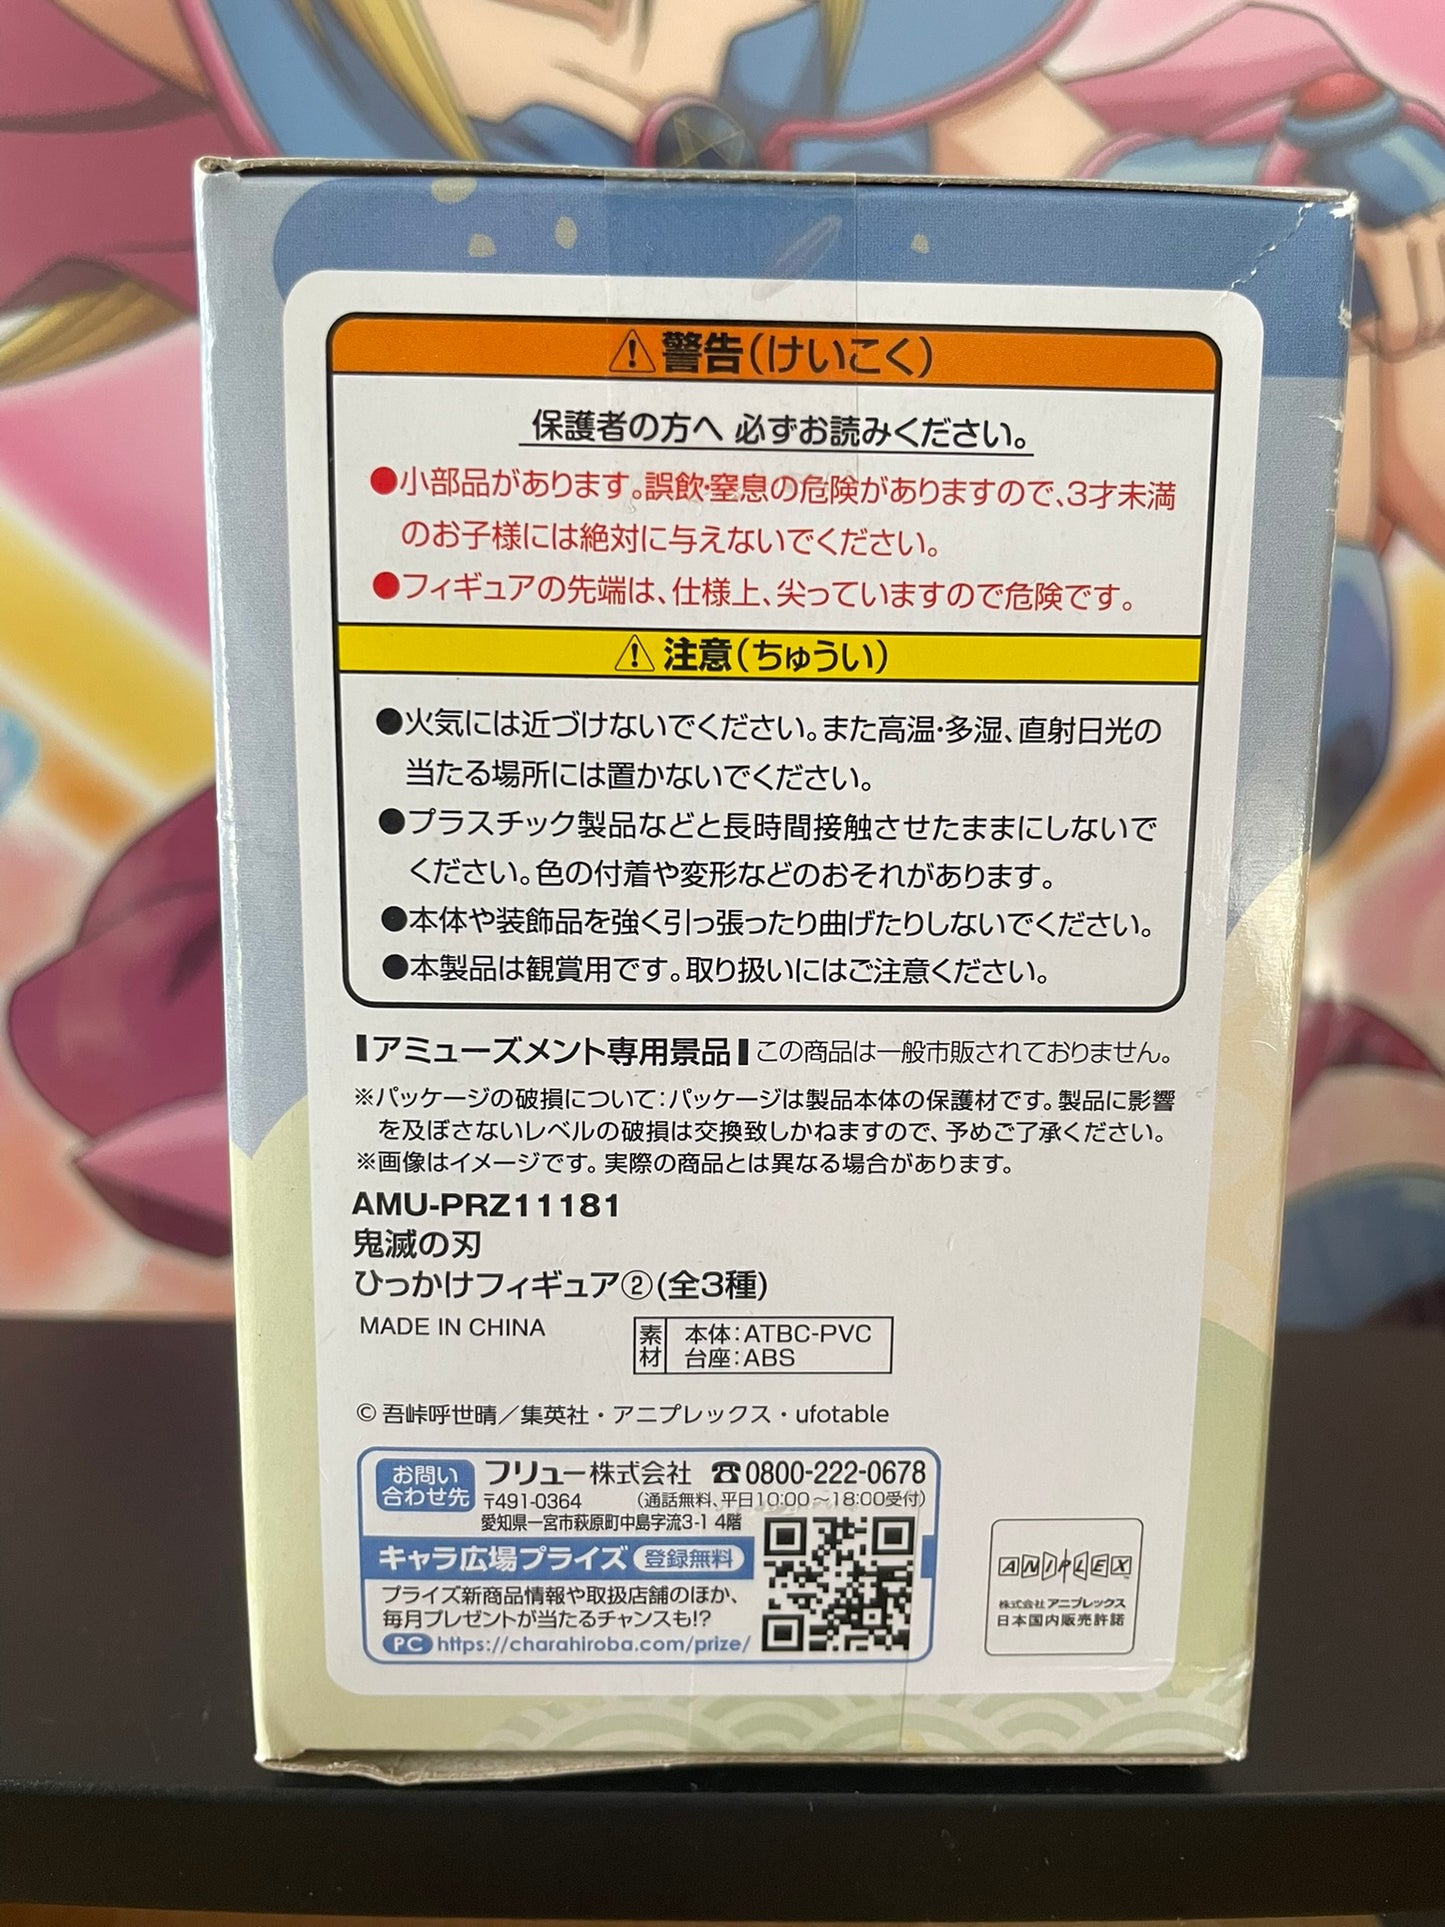 ⚠警告(けいこく)
保護者の方へ 必ずお読みください。
●小部品があります。誤飲・窒息の危険がありますので、3才未満
のお子様には絶対に与えないでください。
●フィギュアの先端は、仕様上、尖っていますので危険です。
⚠注意(ちゅうい)
●火気には近づけないでください。また高温・多湿、直射日光の
当たる場所には置かないでください。
●プラスチック製品などと長時間接触させたままにしないで
ください。色の付着や変形などのおそれがあります。
●本体や装飾品を強く引っ張ったり曲げたりしないでください。
●本製品は観賞用です。取り扱いにはご注意ください。
▌アミューズメント専用景品▐ この商品は一般市販されておりません。
※パッケージの破損について:パッケージは製品本体の保護材です。製品に影響
を及ぼさないレベルの破損は交換致しかねますので、予めご了承ください。
※画像はイメージです。実際の商品とは異なる場合があります。
AMU-PRZ11181
鬼滅の刃
ひっかけフィギュア②(全3種)
MADE IN CHINA
素材 本体:ATBC-PVC
台座:ABS
© 吾峠呼世晴／集英社・アニプレックス・ufotable
お問い合わせ先 フリュー株式会社 ☎0800-222-0678
〒491-0364 (通話無料、平日10:00～18:00受付)
愛知県一宮市萩原町中島字流3-1 4階
キャラ広場プライズ 登録無料
プライズ新商品情報や取扱店舗のほか、
毎月プレゼントが当たるチャンスも!?
PC https://charahiroba.com/prize/
ANIPLEX
株式会社 アニプレックス
日本国内販売許諾